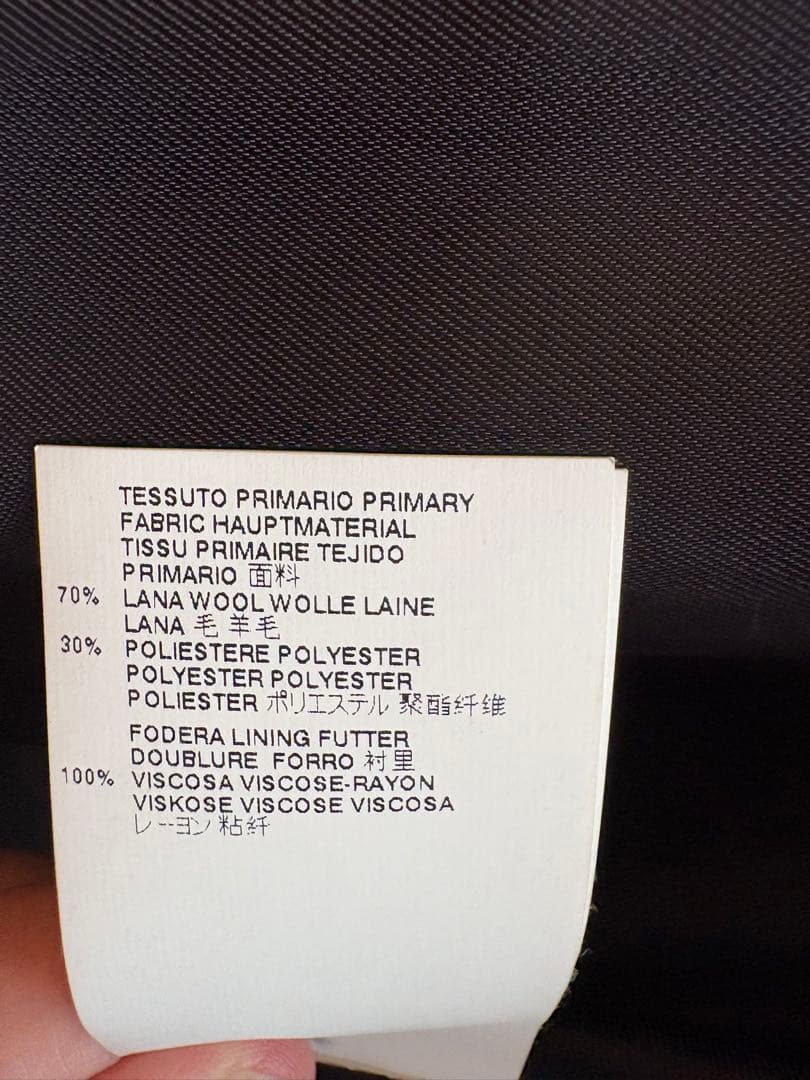 TESSUTO PRIMARIO PRIMARY
FABRIC HAUPTMATERIAL
TISSU PRIMAIRE TEJIDO
PRIMARIO 面料
70% LANA WOOL WOLLE LAINE
LANA 毛 羊毛
30% POLIESTERE POLYESTER
POLYESTER POLYESTER
POLIESTER ポリエステル 聚酯纤维
FODERA LINING FUTTER
DOUBLURE FORRO 衬里
100% VISCOSA VISCOSE-RAYON
VISKOSE VISCOSE VISCOSA
レーヨン 粘纤